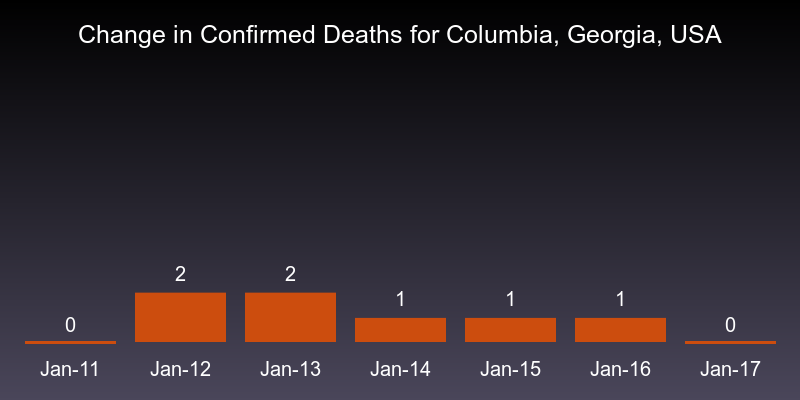 Change in Confirmed Deaths for Columbia, Georgia, USA
0 2 2 1 1 1 0
Jan-11 Jan-12 Jan-13 Jan-14 Jan-15 Jan-16 Jan-17